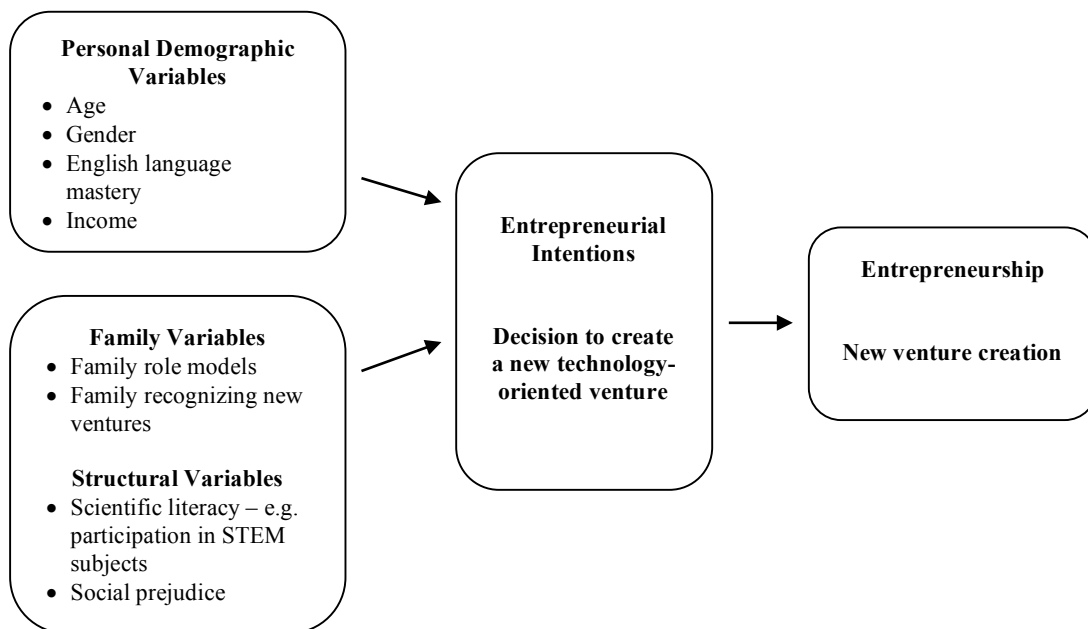 Personal Demographic
Variables
• Age
• Gender
• English language
mastery
• Income
Family Variables
• Family role models
• Family recognizing new
ventures
Structural Variables
• Scientific literacy – e.g.
participation in STEM
subjects
• Social prejudice
Entrepreneurial
Intentions
Decision to create
a new technology-
oriented venture
Entrepreneurship
New venture creation